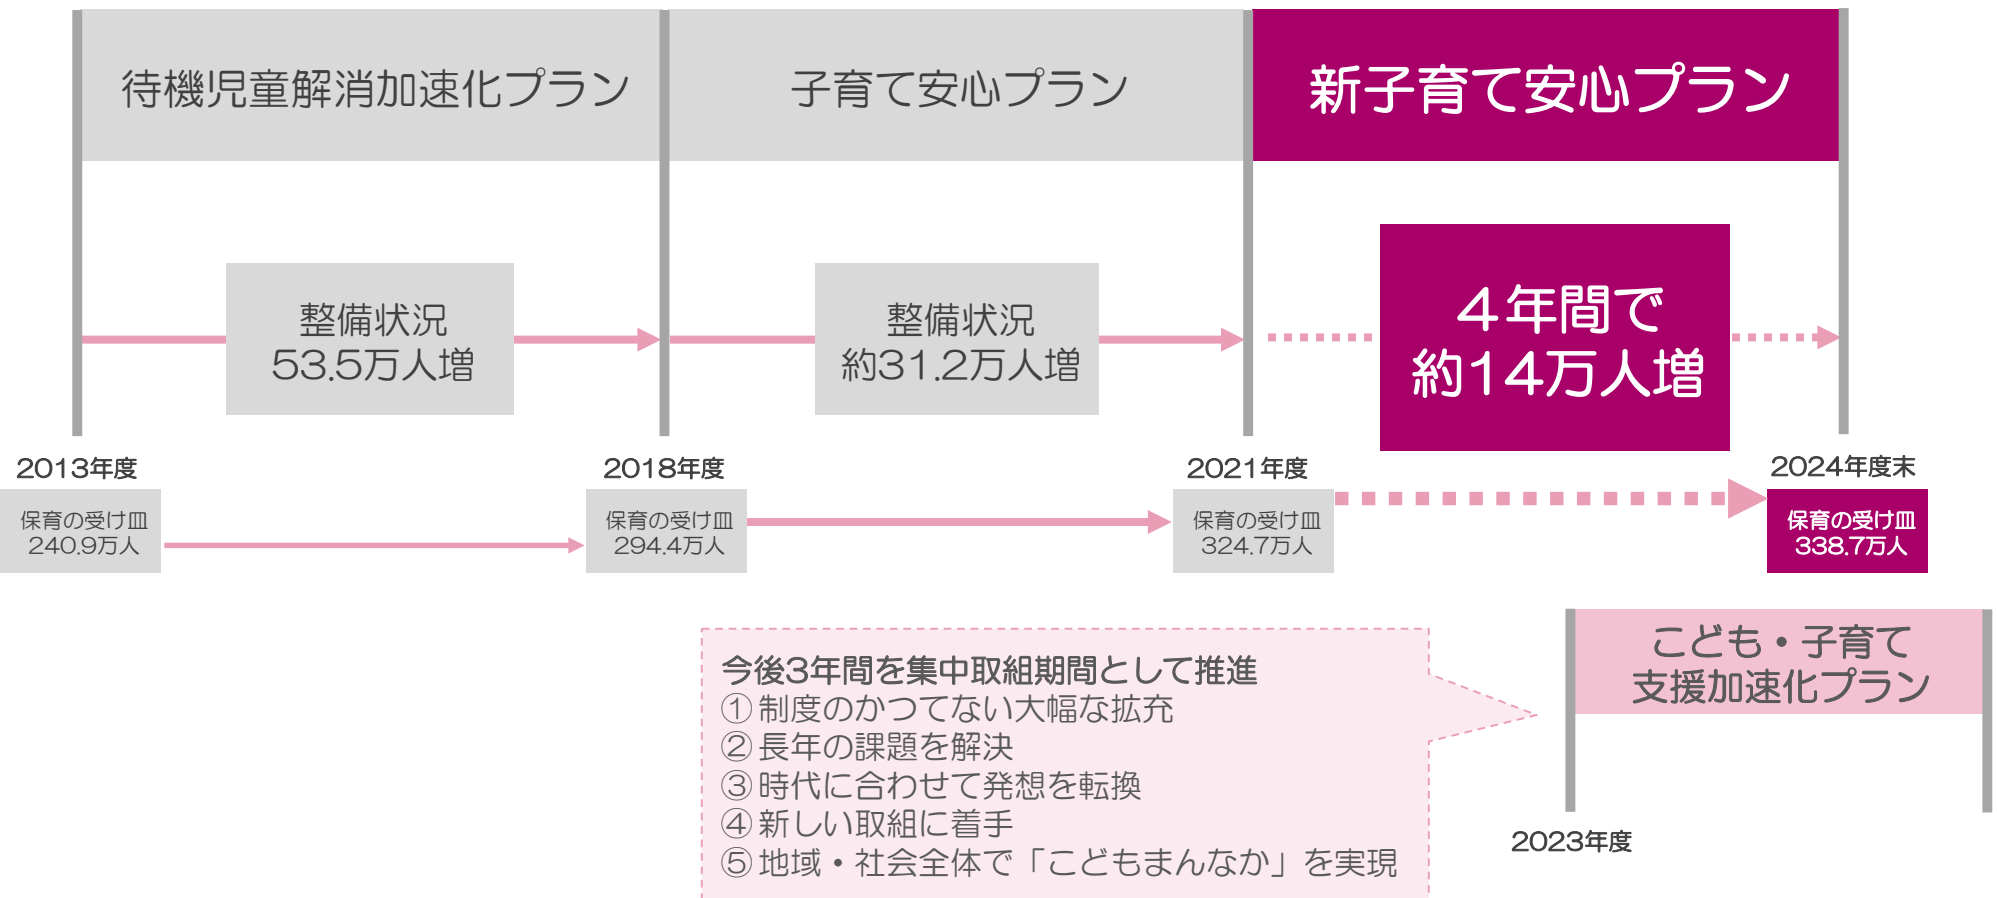 待機児童解消加速化プラン
子育て安心プラン
新子育て安心プラン
整備状況
53.5万人増
整備状況
約31.2万人増
４年間で
約14万人増
2013年度
2018年度
2021年度
2024年度末
保育の受け皿
240.9万人
保育の受け皿
294.4万人
保育の受け皿
324.7万人
保育の受け皿
338.7万人
今後3年間を集中取組期間として推進
①制度のかつてない大幅な拡充
②長年の課題を解決
③時代に合わせて発想を転換
④新しい取組に着手
⑤地域・社会全体で「こどもまんなか」を実現
こども・子育て
支援加速化プラン
2023年度